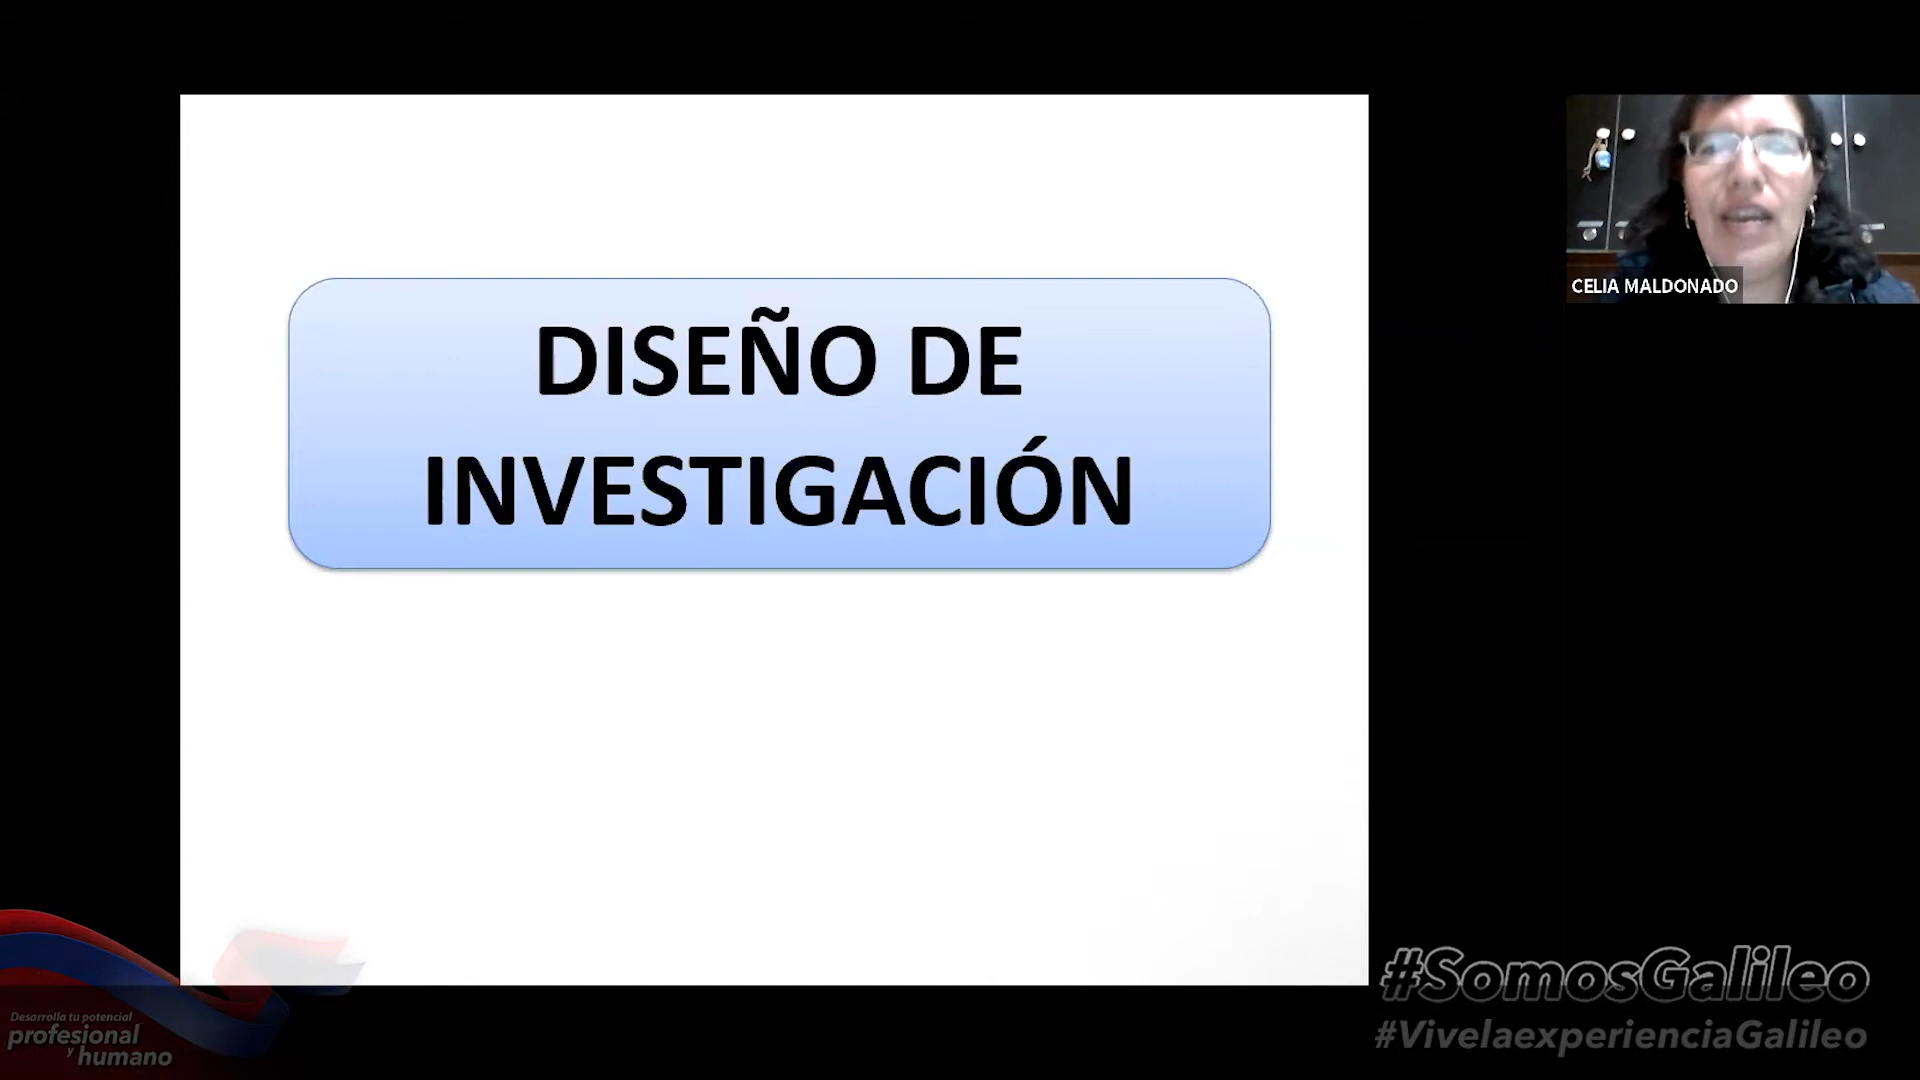 DISEÑO DE
INVESTIGACIÓN
CELIA MALDONADO
Desarrolla tu potencial
profesional
y humano
#SomosGalileo
#VivelaexperienciaGalileo